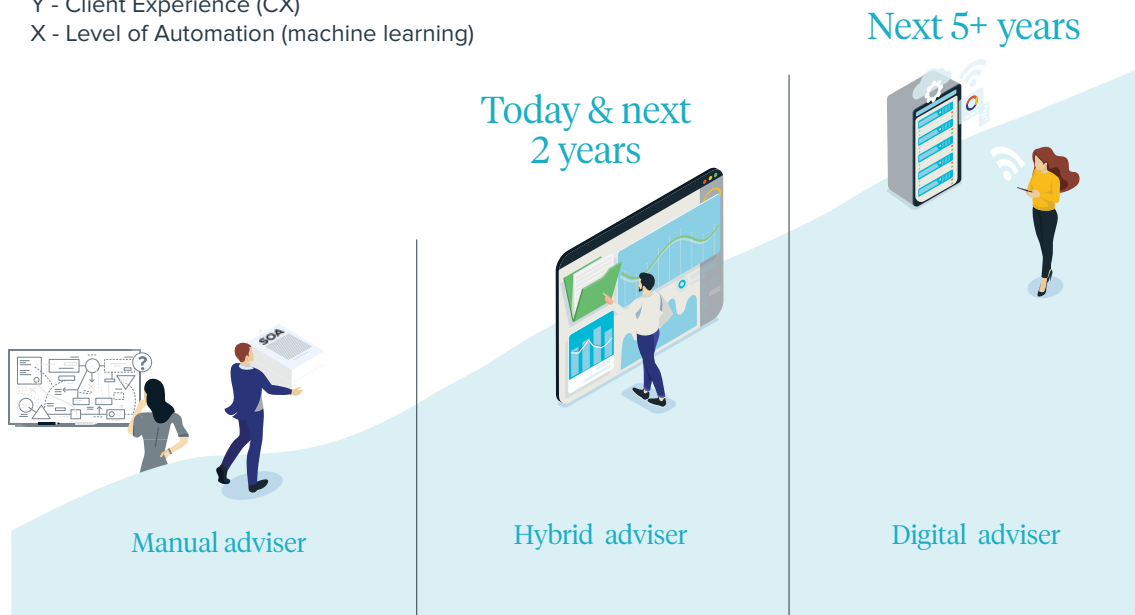 Y - Client Experience (CX)
X - Level of Automation (machine learning)
Next 5+ years
Today & next
2 years
SOA
?
Manual adviser
Hybrid adviser
Digital adviser